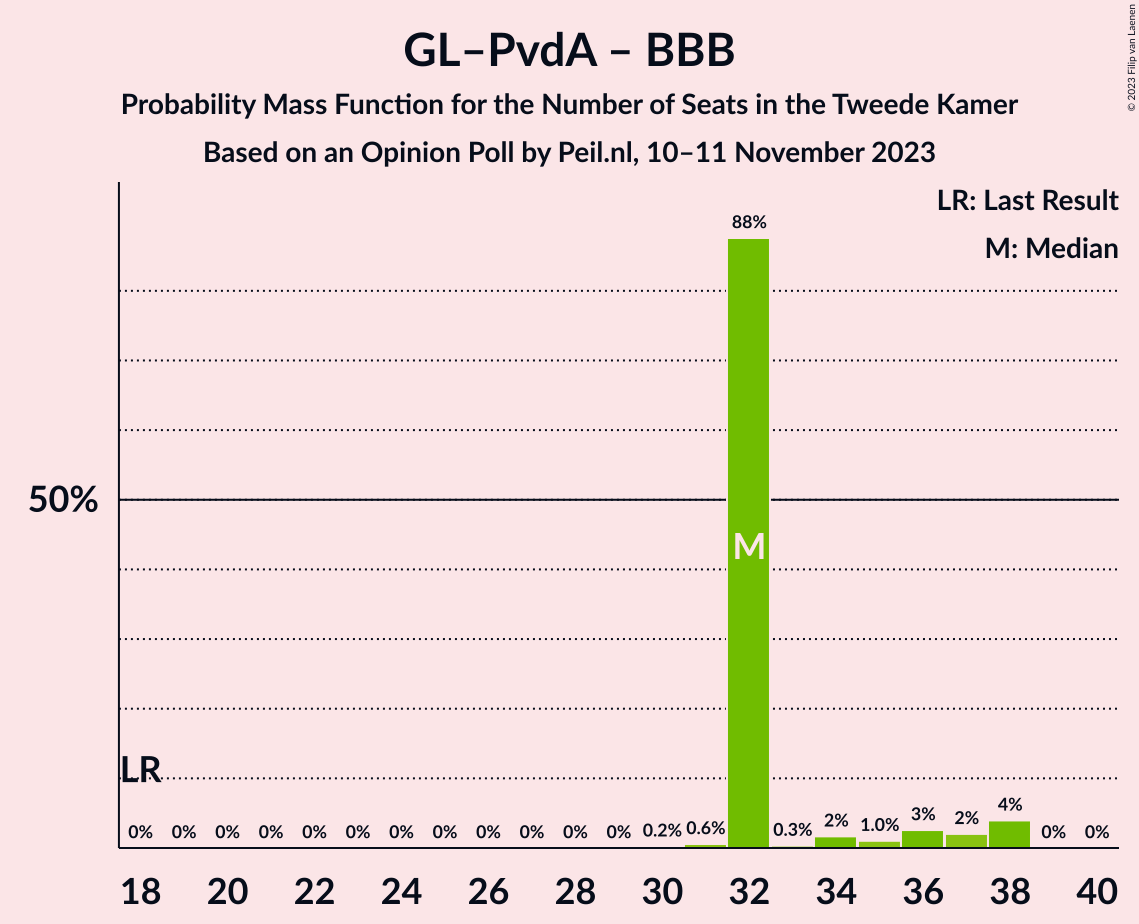 GL–PvdA – BBB
Probability Mass Function for the Number of Seats in the Tweede Kamer
Based on an Opinion Poll by Peil.nl, 10–11 November 2023
© 2023 Filip van Laenen
LR: Last Result
M: Median
88%
50%
M
LR
0% 0% 0% 0% 0% 0% 0% 0% 0% 0% 0% 0% 0.2% 0.6% 0.3% 2% 1.0% 3% 2% 4% 0% 0%
18 20 22 24 26 28 30 32 34 36 38 40